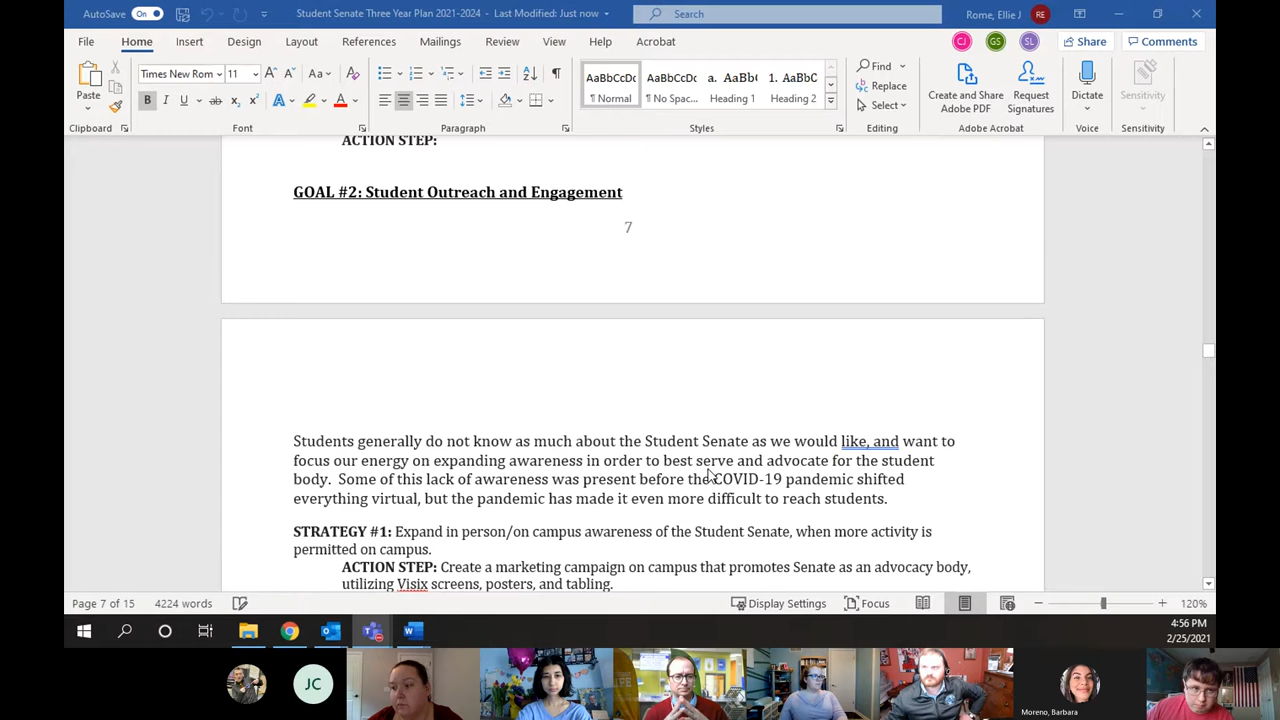 AutoSave On Student Senate Three Year Plan 2021-2024 - Last Modified: Just now Search Rome, Ellie J RE
File Home Insert Design Layout References Mailings Review View Help Acrobat CJ GS SL Share Comments
Paste Times New Rom 11 Aa AaBbCcDc AaBbCcDc a. AaBb( 1. AaBbC Find
Replace
B I U ab x₂ x² A A ¶ Normal ¶ No Spac... Heading 1 Heading 2 Select Create and Share Adobe PDF Request Signatures Dictate Sensitivity
Clipboard Font Paragraph Styles Editing Adobe Acrobat Voice Sensitivity
ACTION STEP:
GOAL #2: Student Outreach and Engagement
7
Students generally do not know as much about the Student Senate as we would like, and want to
focus our energy on expanding awareness in order to best serve and advocate for the student
body.  Some of this lack of awareness was present before the COVID-19 pandemic shifted
everything virtual, but the pandemic has made it even more difficult to reach students.
STRATEGY #1: Expand in person/on campus awareness of the Student Senate, when more activity is
permitted on campus.
ACTION STEP: Create a marketing campaign on campus that promotes Senate as an advocacy body,
utilizing Visix screens, posters, and tabling.
Page 7 of 15 4224 words Display Settings Focus 120%
4:56 PM
2/25/2021
JC
Moreno, Barbara